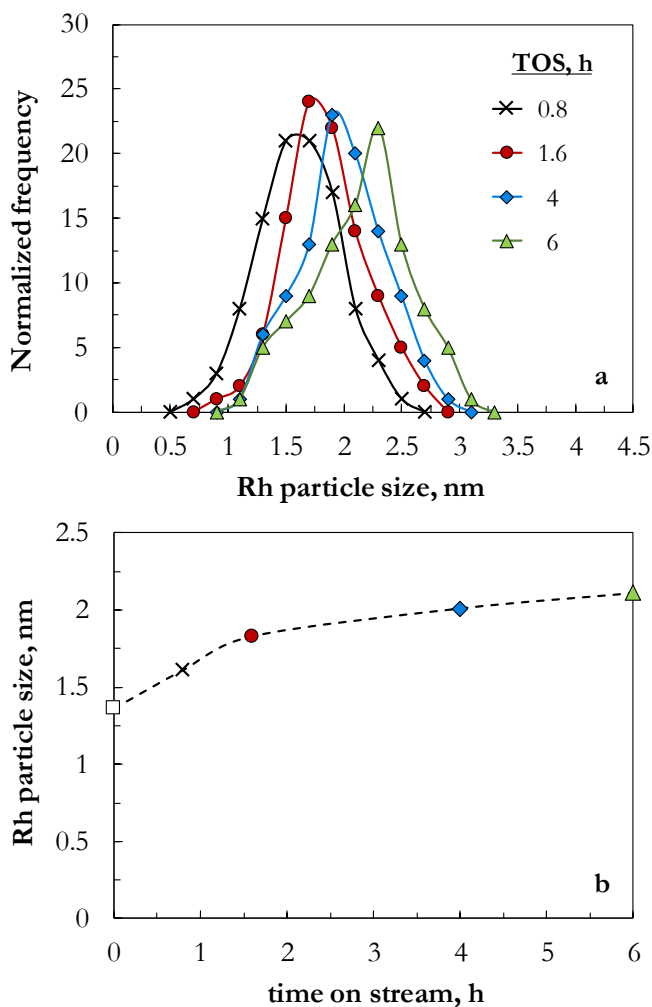 30
25
20
15
10
5
0
Normalized frequency
TOS, h
0.8
1.6
4
6
a
0 0.5 1 1.5 2 2.5 3 3.5 4 4.5
Rh particle size, nm
2.5
2
1.5
1
0.5
0
Rh particle size, nm
b
0 1 2 3 4 5 6
time on stream, h